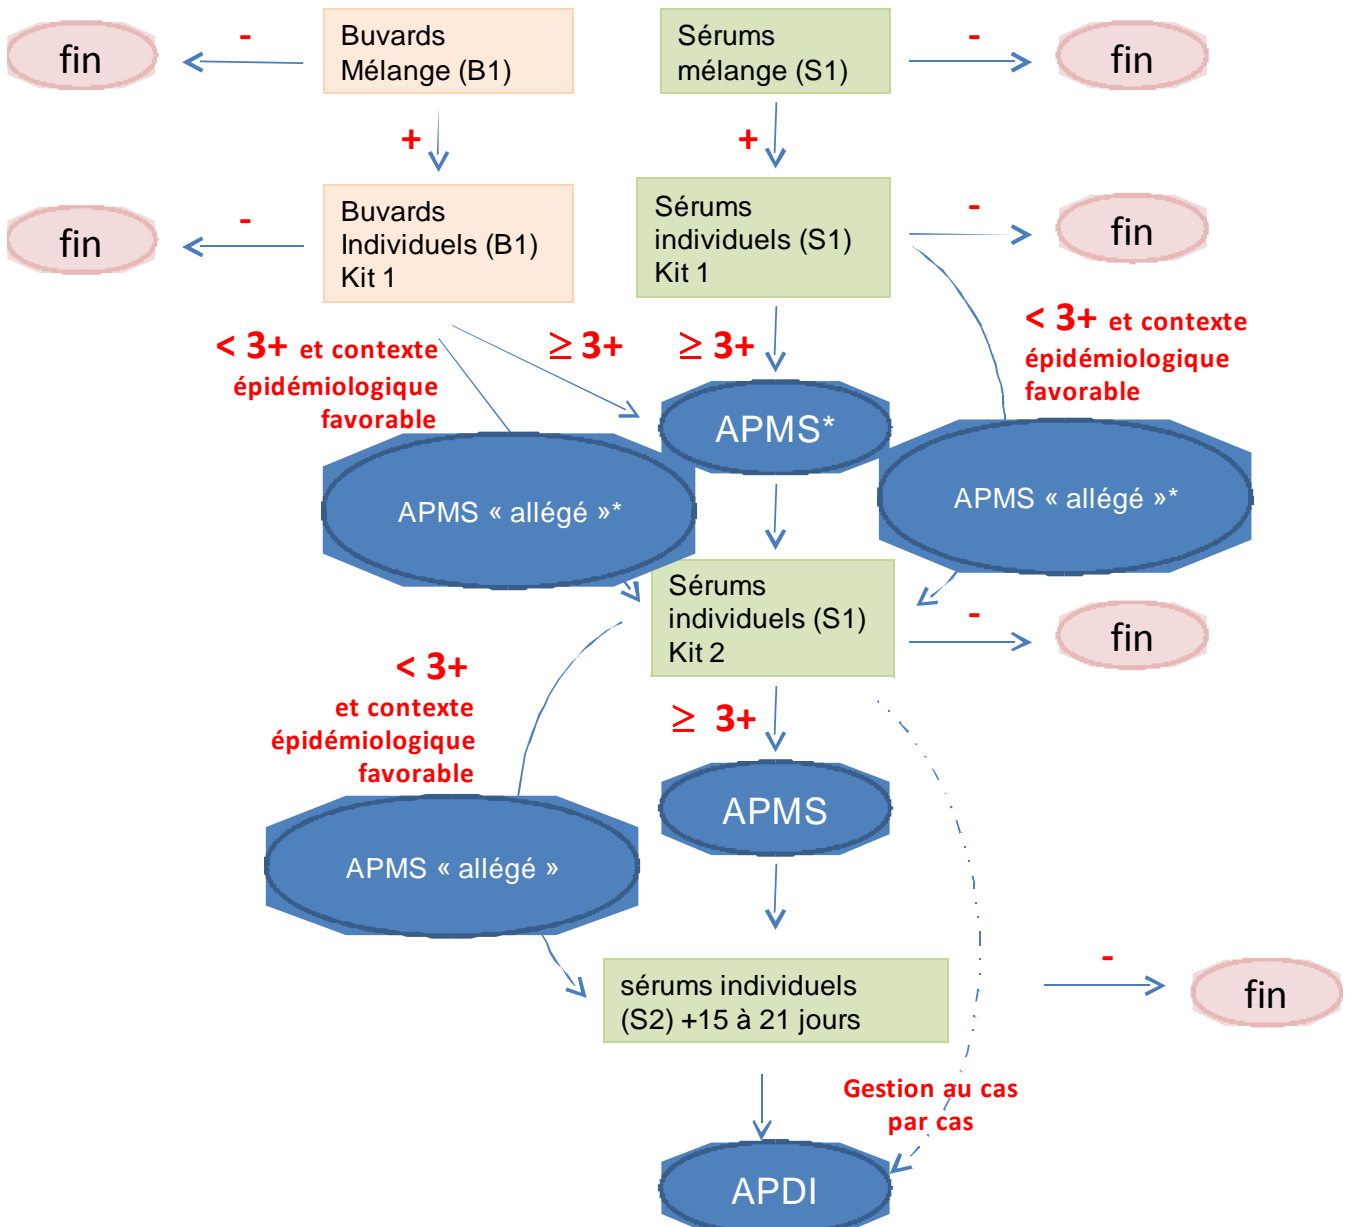 fin
-
Buvards
Mélange (B1)
Sérums
mélange (S1)
-
fin
+
+
fin
-
Buvards
Individuels (B1)
Kit 1
Sérums
individuels (S1)
Kit 1
-
fin
< 3+ et contexte
épidémiologique
favorable
≥ 3+
≥ 3+
< 3+ et contexte
épidémiologique
favorable
APMS*
APMS « allégé »*
APMS « allégé »*
Sérums
individuels (S1)
Kit 2
-
fin
< 3+
et contexte
épidémiologique
favorable
≥ 3+
APMS
APMS « allégé »
sérums individuels
(S2) +15 à 21 jours
-
fin
Gestion au cas
par cas
APDI